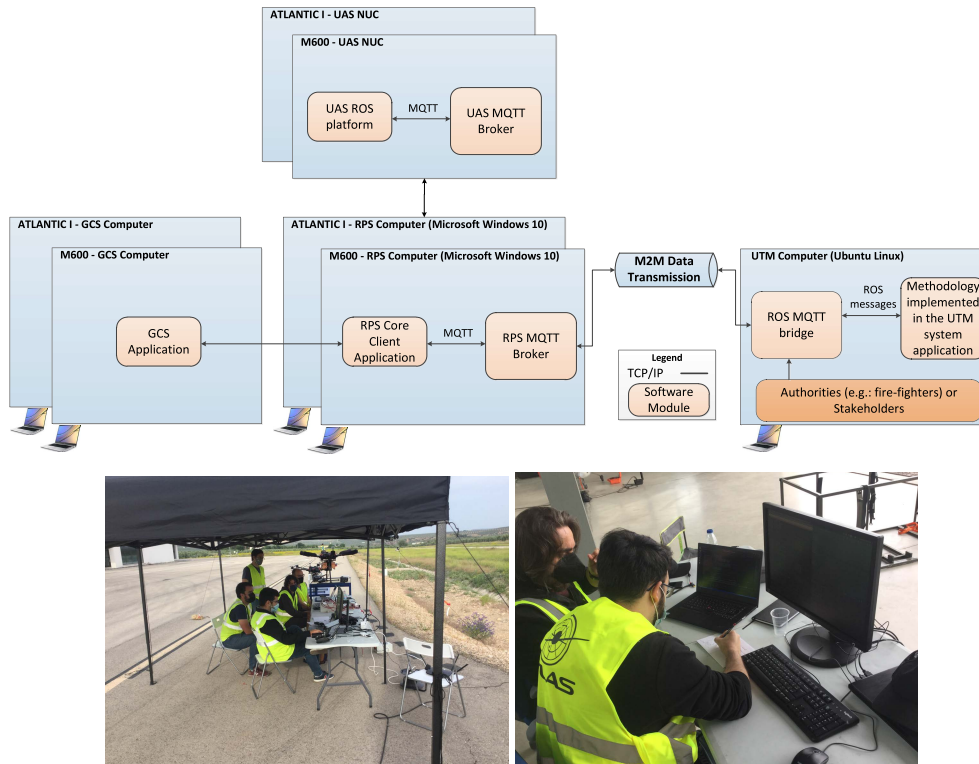 ATLANTIC I - UAS NUC
M600 - UAS NUC
UAS ROS
platform
MQTT
UAS MQTT
Broker
ATLANTIC I - GCS Computer
M600 - GCS Computer
GCS
Application
ATLANTIC I - RPS Computer (Microsoft Windows 10)
M600 - RPS Computer (Microsoft Windows 10)
RPS Core
Client
Application
MQTT
RPS MQTT
Broker
M2M Data
Transmission
Legend
TCP/IP
Software
Module
UTM Computer (Ubuntu Linux)
ROS MQTT
bridge
ROS
messages
Methodology
implemented
in the UTM
system
application
Authorities (e.g.: fire-fighters) or
Stakeholders